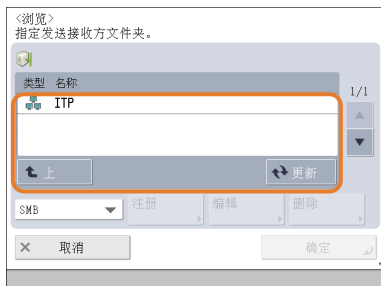 <浏览>
指定发送接收方文件夹。
类型 名称
ITP
1/1
上 更新
SMB 注册 编辑 删除
取消 确定